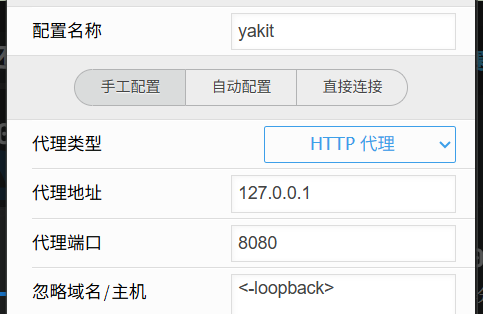 配置名称 yakit
手工配置 自动配置 直接连接
代理类型 HTTP 代理
代理地址 127.0.0.1
代理端口 8080
忽略域名/主机 <-loopback>